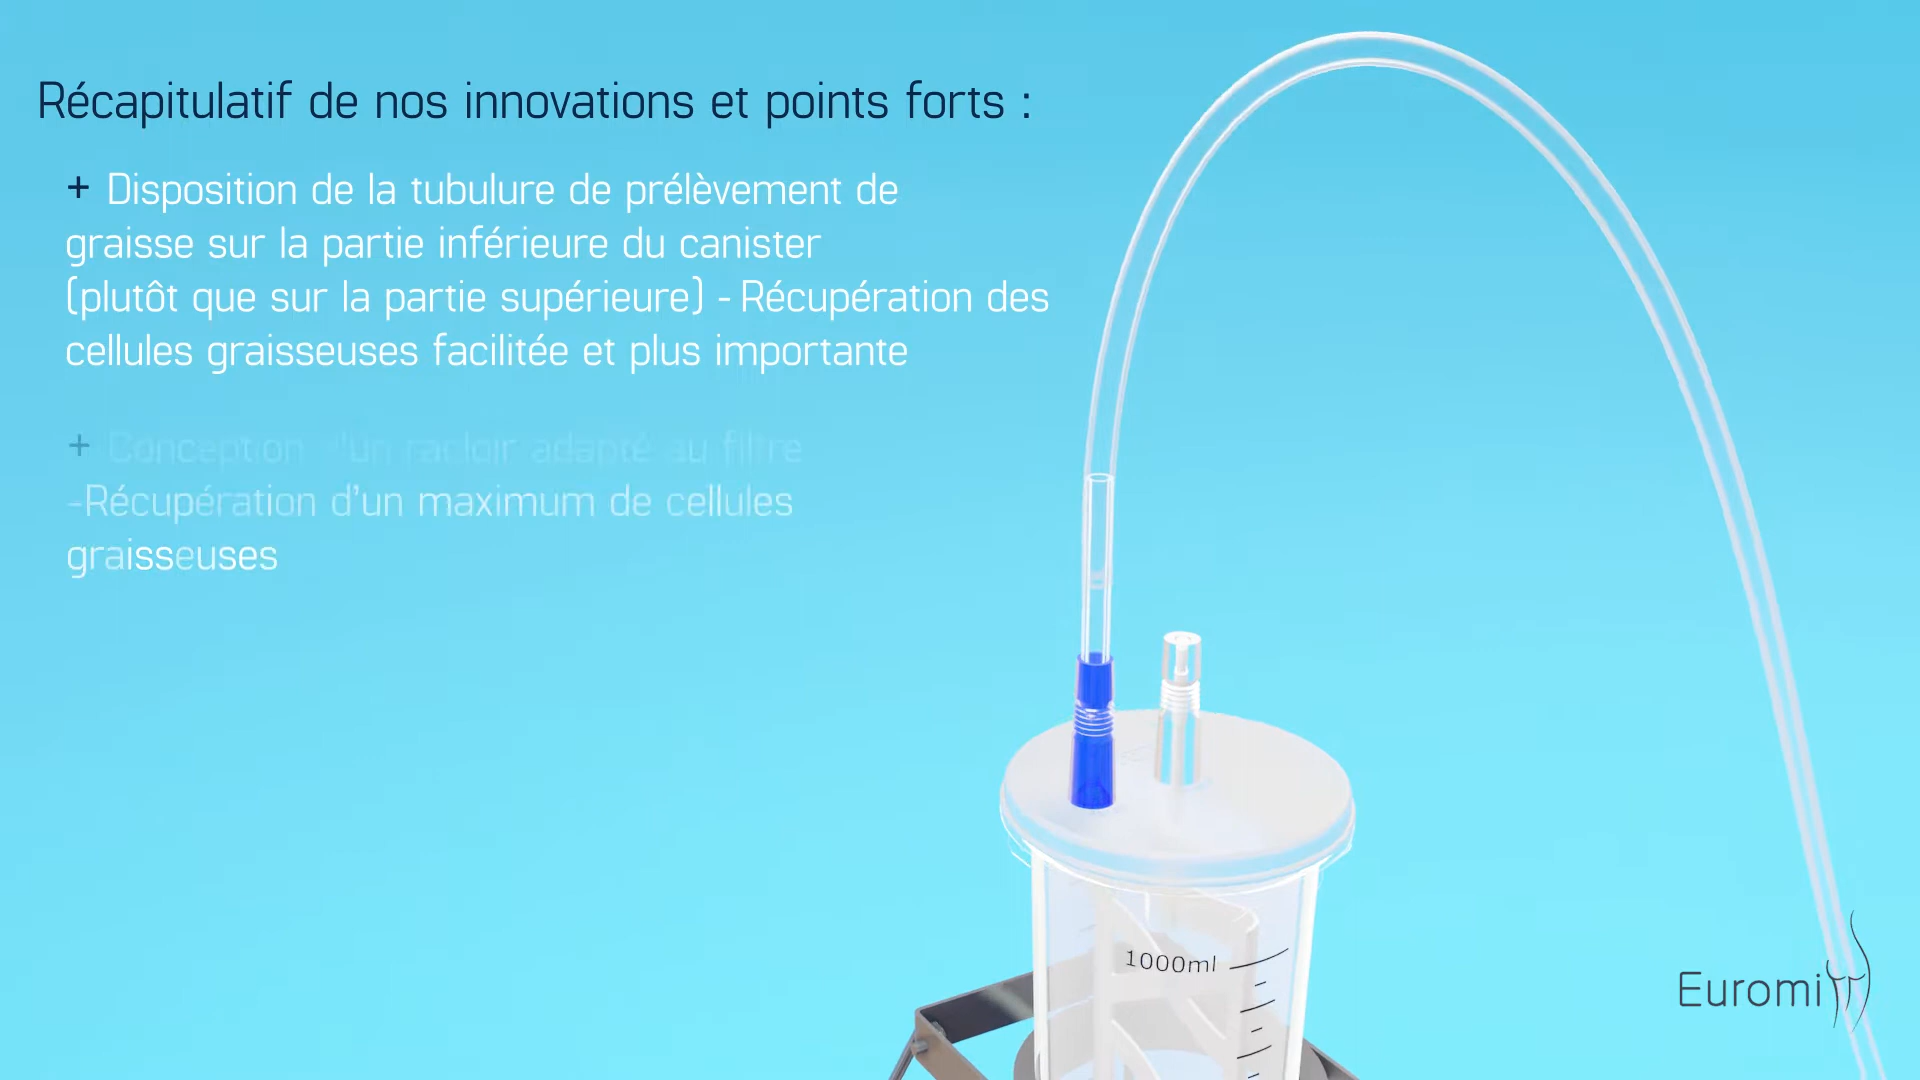 Récapitulatif de nos innovations et points forts :
+ Disposition de la tubulure de prélèvement de
graisse sur la partie inférieure du canister
(plutôt que sur la partie supérieure) - Récupération des
cellules graisseuses facilitée et plus importante
+ Conception d'un racloir adapté au filtre
-Récupération d'un maximum de cellules
graisseuses
1000ml
Euromi